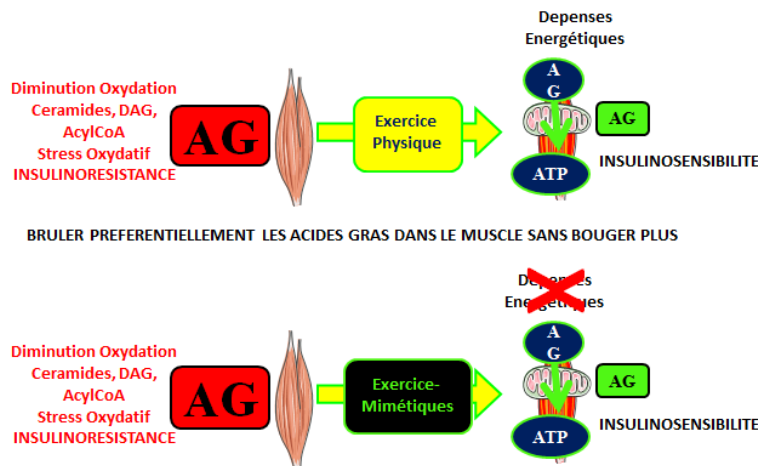 Depenses
Energétiques
Diminution Oxydation
Ceramides, DAG,
AcylCoA
Stress Oxydatif
INSULINORESISTANCE
AG
Exercice
Physique
A
G
AG
ATP
INSULINOSENSIBILITE
BRULER PREFERENTIELLEMENT LES ACIDES GRAS DANS LE MUSCLE SANS BOUGER PLUS
Depenses
Energétiques
Diminution Oxydation
Ceramides, DAG,
AcylCoA
Stress Oxydatif
INSULINORESISTANCE
AG
Exercice-
Mimétiques
A
G
AG
ATP
INSULINOSENSIBILITE